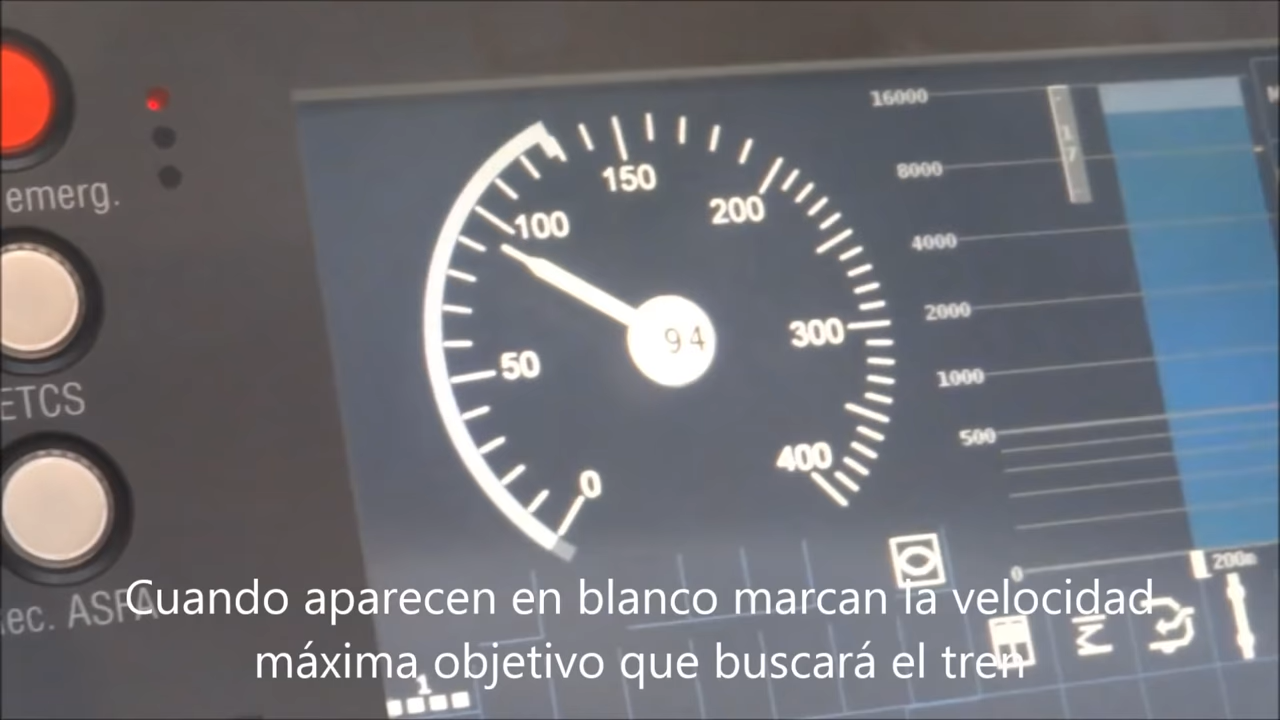 emerg.
ETCS
ec. ASFA
0
50
100
150
200
300
400
94
16000
8000
4000
2000
1000
500
0
17
200m
1
Cuando aparecen en blanco marcan la velocidad
máxima objetivo que buscará el tren